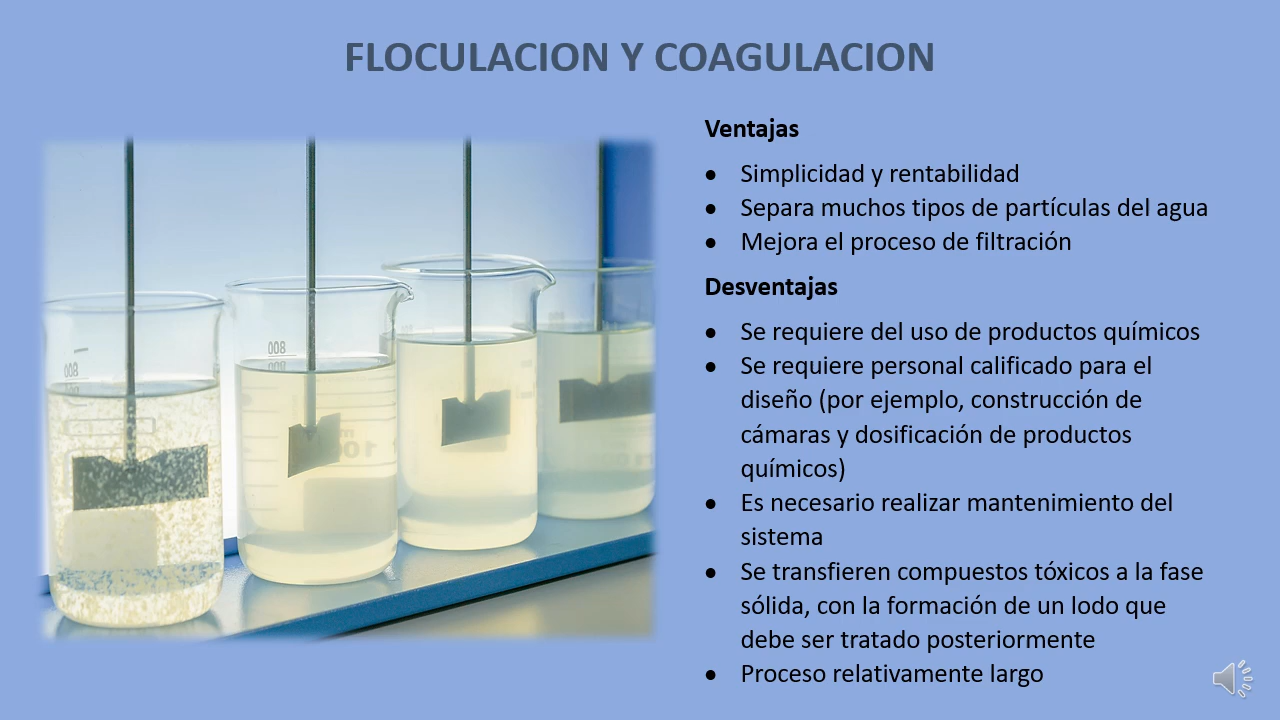 FLOCULACION Y COAGULACION
Ventajas
• Simplicidad y rentabilidad
• Separa muchos tipos de partículas del agua
• Mejora el proceso de filtración
Desventajas
• Se requiere del uso de productos químicos
• Se requiere personal calificado para el
diseño (por ejemplo, construcción de
cámaras y dosificación de productos
químicos)
• Es necesario realizar mantenimiento del
sistema
• Se transfieren compuestos tóxicos a la fase
sólida, con la formación de un lodo que
debe ser tratado posteriormente
• Proceso relativamente largo
800
800